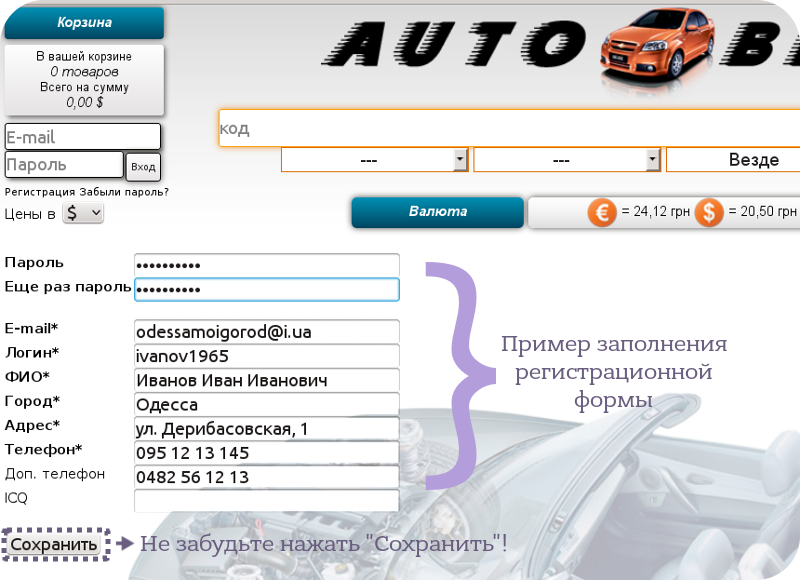 Корзина
В вашей корзине
0 товаров
Всего на сумму
0,00 $
E-mail
Пароль
Вход
Регистрация Забыли пароль?
Цены в $
AUTO
код
--- --- Везде
Валюта
€ = 24,12 грн $ = 20,50 грн
Пароль ••••••••••
Еще раз пароль ••••••••••
E-mail* odessamoigorod@i.ua
Логин* ivanov1965
ФИО* Иванов Иван Иванович
Город* Одесса
Адрес* ул. Дерибасовская, 1
Телефон* 095 12 13 145
Доп. телефон 0482 56 12 13
ICQ
Пример заполнения
регистрационной
формы
Сохранить
Не забудьте нажать "Сохранить"!